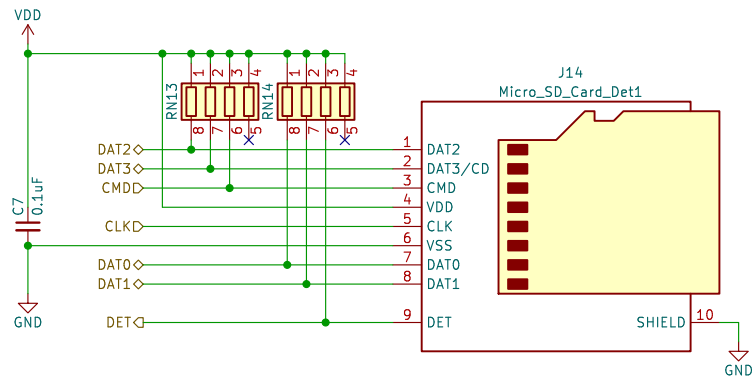 VDD
J14
Micro_SD_Card_Det1
RN13
1
2
3
4
8
7
6
5
RN14
1
2
3
4
8
7
6
5
DAT2 1 DAT2
DAT3 2 DAT3/CD
CMD 3 CMD
4 VDD
C7
0.1uF
CLK 5 CLK
6 VSS
DAT0 7 DAT0
DAT1 8 DAT1
GND
DET 9 DET
SHIELD 10
GND